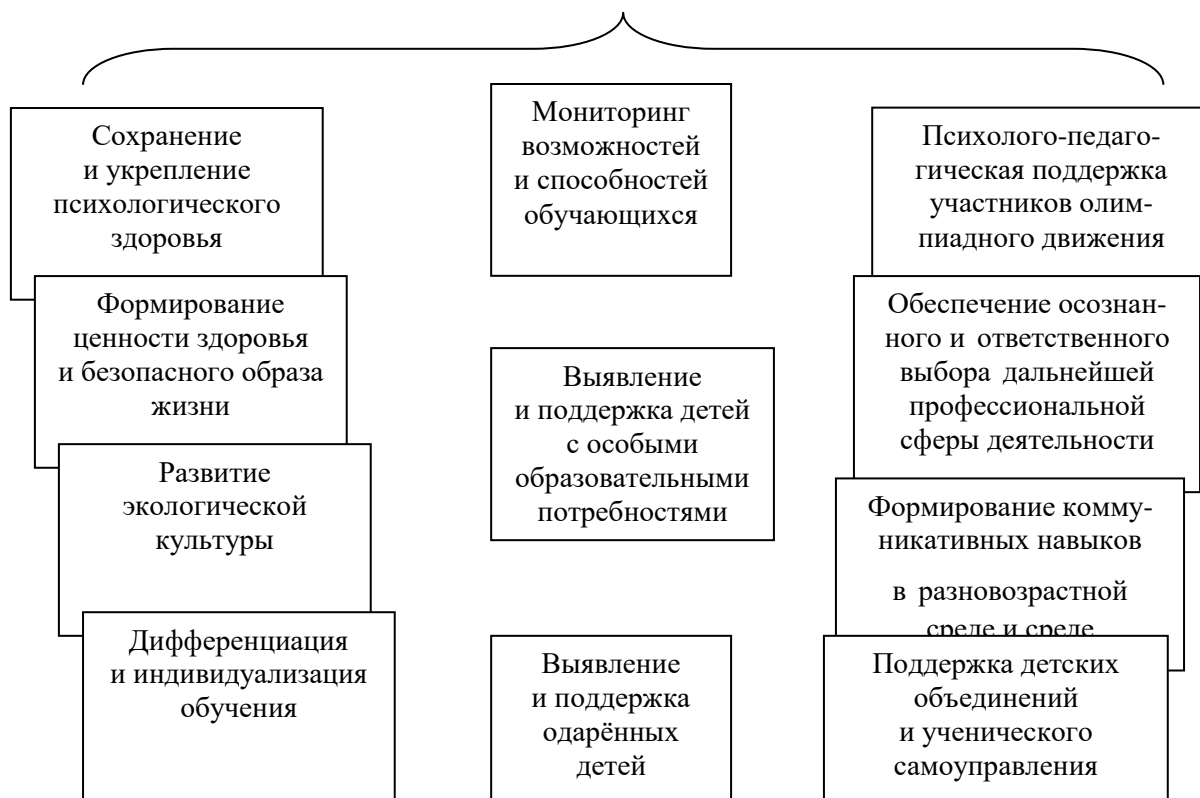 Сохранение
и укрепление
психологического
здоровья
Формирование
ценности здоровья
и безопасного образа
жизни
Развитие
экологической
культуры
Дифференциация
и индивидуализация
обучения
Мониторинг
возможностей
и способностей
обучающихся
Выявление
и поддержка детей
с особыми
образовательными
потребностями
Выявление
и поддержка
одарённых
детей
Психолого-педаго-
гическая поддержка
участников олим-
пиадного движения
Обеспечение осознан-
ного и ответственного
выбора дальнейшей
профессиональной
сферы деятельности
Формирование комму-
никативных навыков
в разновозрастной
среде и среде
Поддержка детских
объединений
и ученического
самоуправления